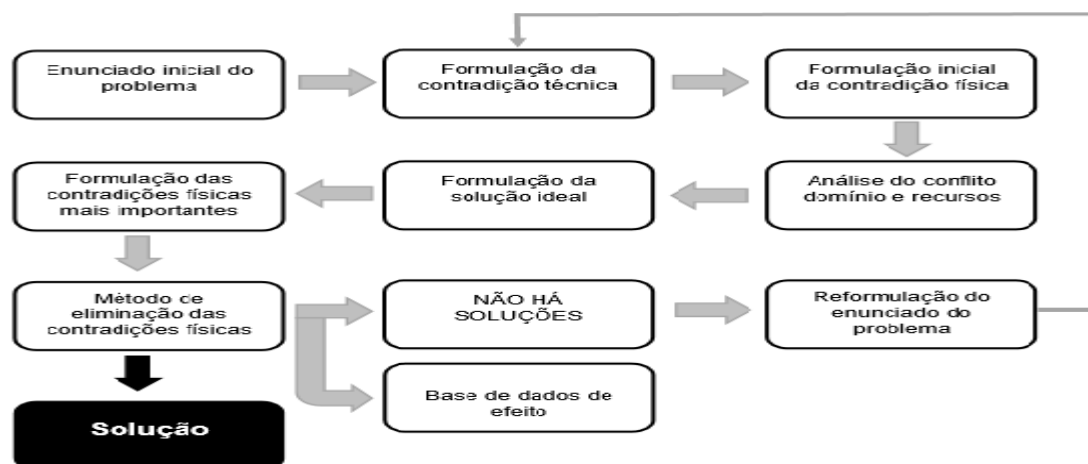 Enunciado inicial do
problema
Formulação da
contradição técnica
Formulação inicial
da contradição física
Formulação das
contradições físicas
mais importantes
Formulação da
solução ideal
Análise do conflito
domínio e recursos
Método de
eliminação das
contradições físicas
NÃO HÁ
SOLUÇÕES
Reformulação do
enunciado do
problema
Base de dados de
efeito
Solução